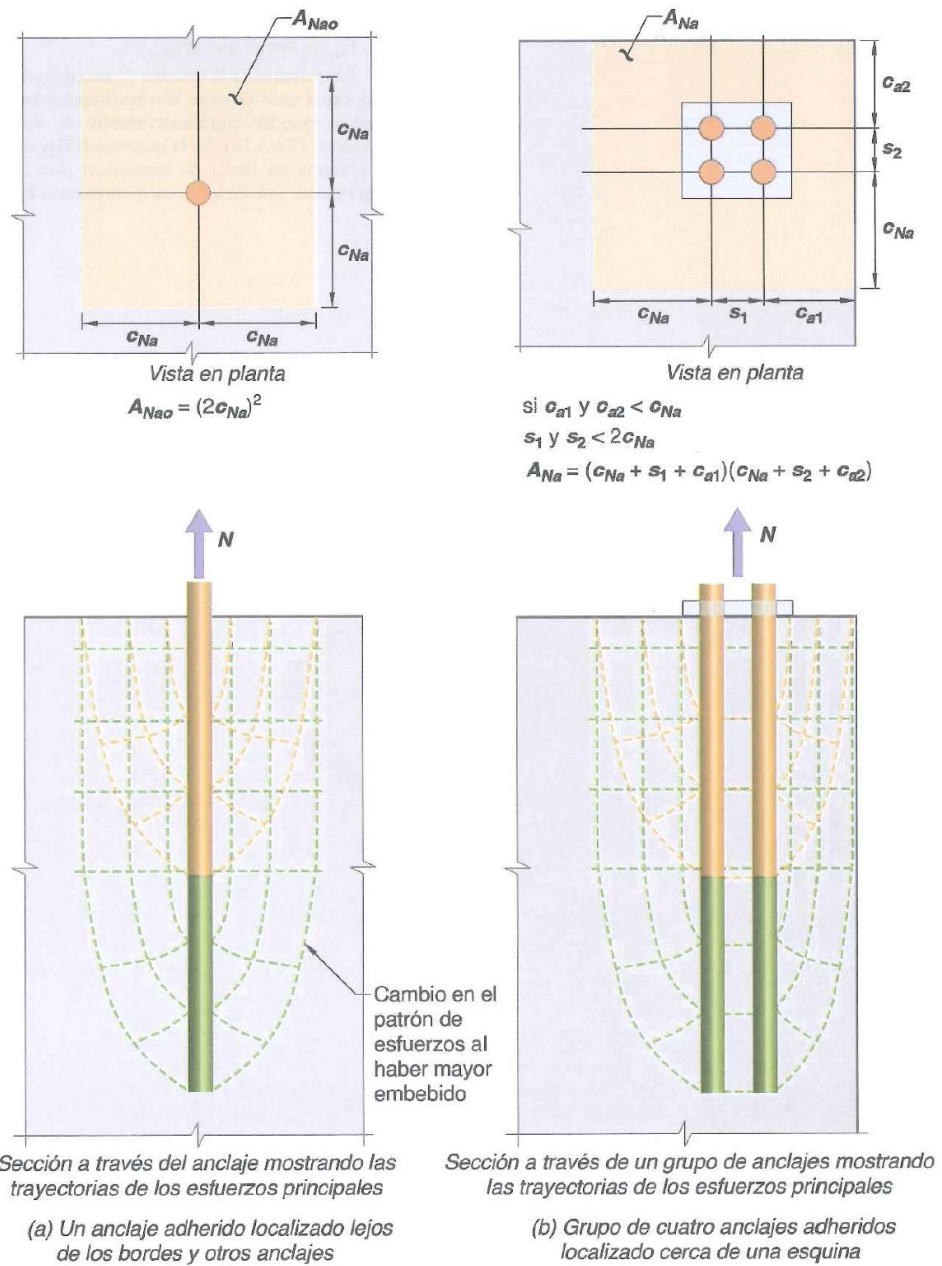 A_Nao
c_Na
c_Na
c_Na
c_Na
Vista en planta
A_Nao = (2c_Na)²
A_Na
c_a2
s_2
c_Na
c_Na
s_1
c_a1
Vista en planta
si c_a1 y c_a2 < c_Na
s_1 y s_2 < 2c_Na
A_Na = (c_Na + s_1 + c_a1)(c_Na + s_2 + c_a2)
N
Cambio en el
patrón de
esfuerzos al
haber mayor
embebido
Sección a través del anclaje mostrando las
trayectorias de los esfuerzos principales
(a) Un anclaje adherido localizado lejos
de los bordes y otros anclajes
N
Sección a través de un grupo de anclajes mostrando
las trayectorias de los esfuerzos principales
(b) Grupo de cuatro anclajes adheridos
localizado cerca de una esquina